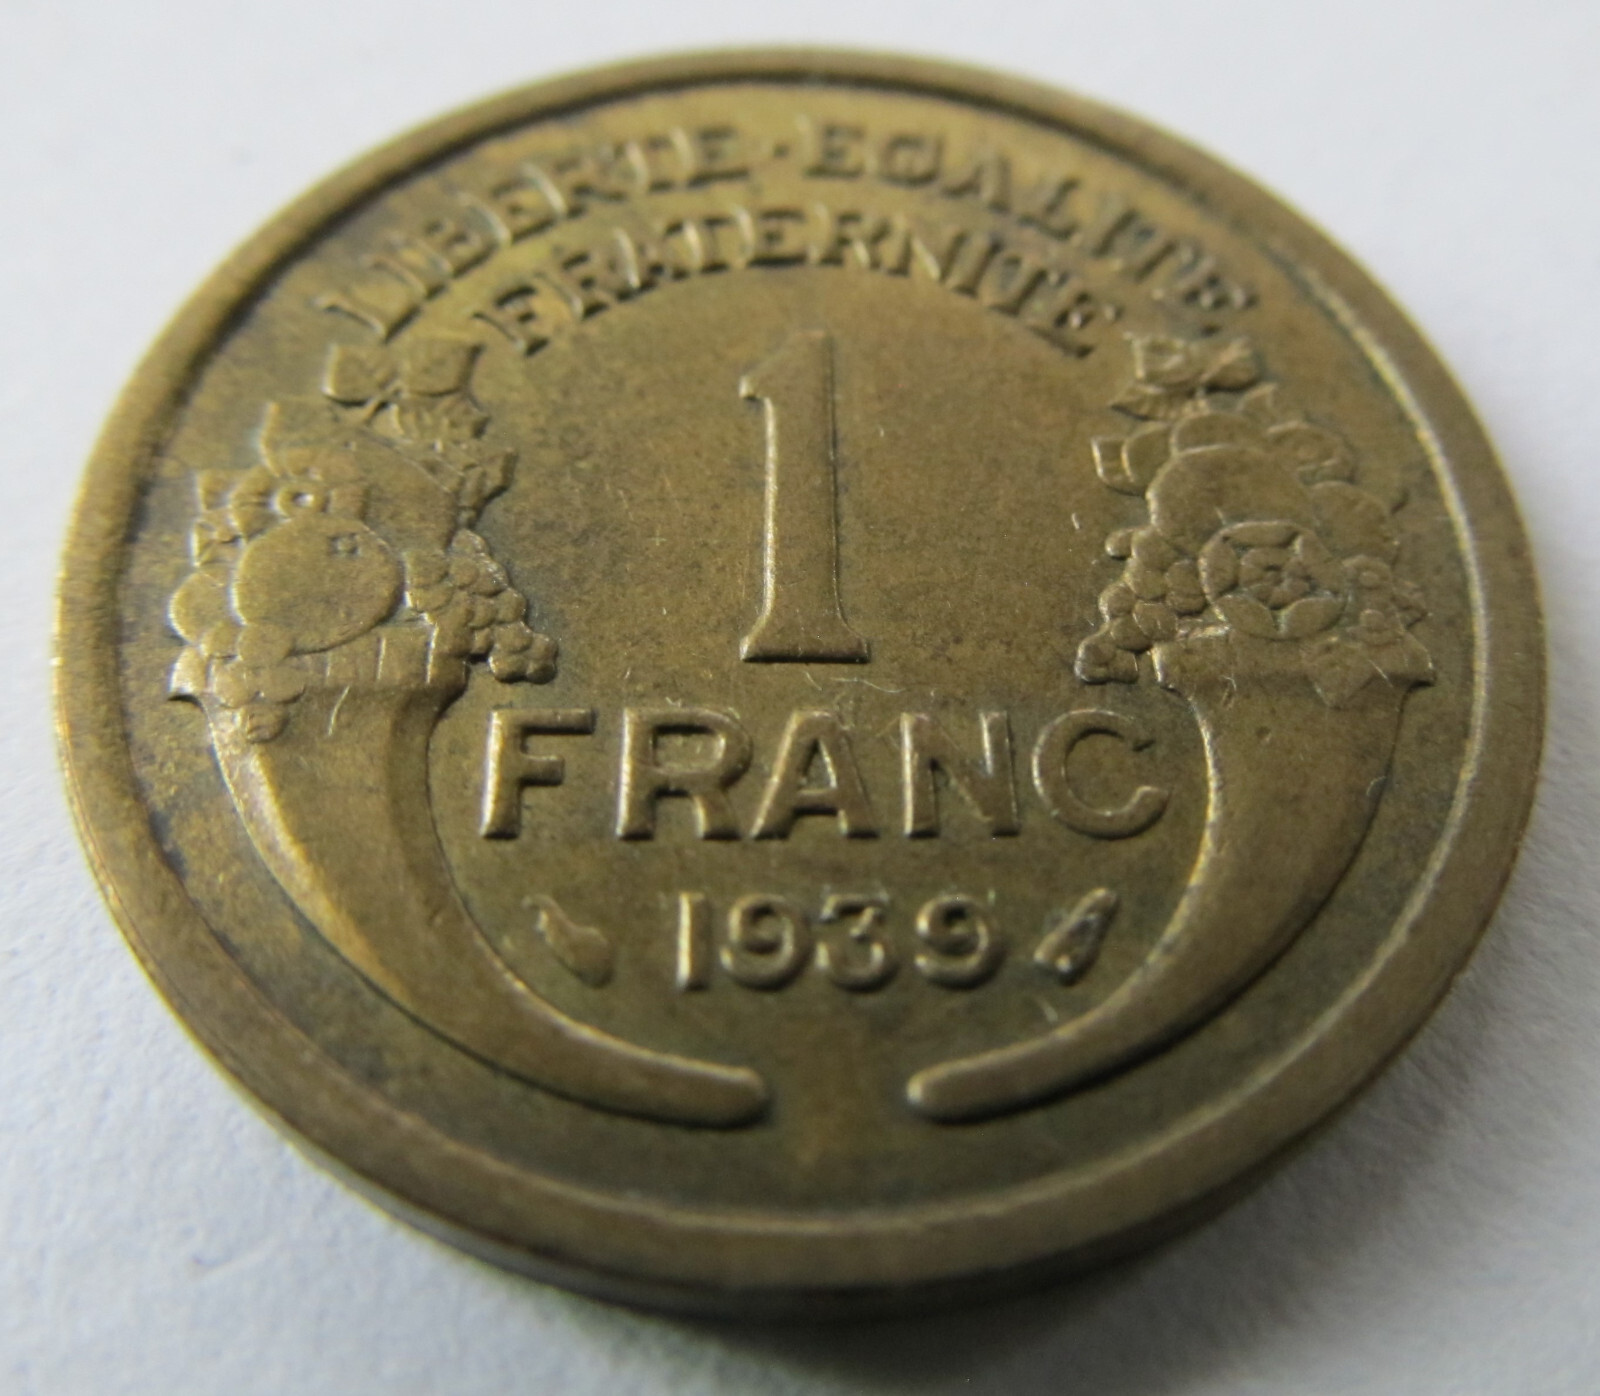 LIBERTE · EGALITE
FRATERNITE
1
FRANC
1939